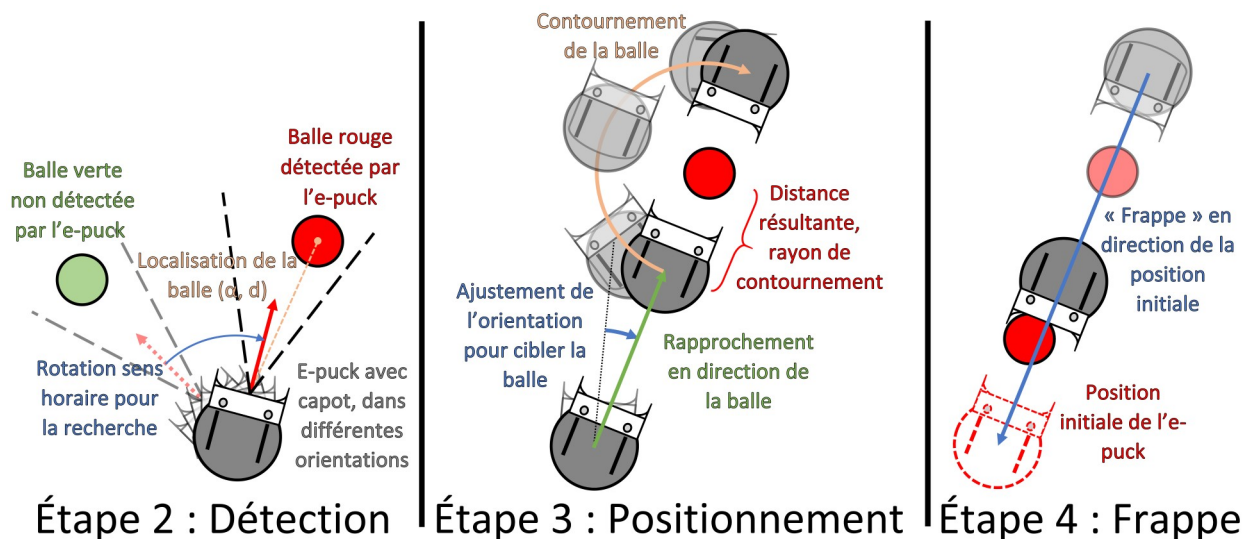 Balle verte
non détectée
par l'e-puck
Balle rouge
détectée par
l'e-puck
Localisation de la
balle (α, d)
Rotation sens
horaire pour
la recherche
E-puck avec
capot, dans
différentes
orientations
Étape 2 : Détection
Contournement
de la balle
Distance
résultante,
rayon de
contournement
Ajustement de
l'orientation
pour cibler la
balle
Rapprochement
en direction de
la balle
Étape 3 : Positionnement
« Frappe » en
direction de la
position
initiale
Position
initiale de l'e-
puck
Étape 4 : Frappe